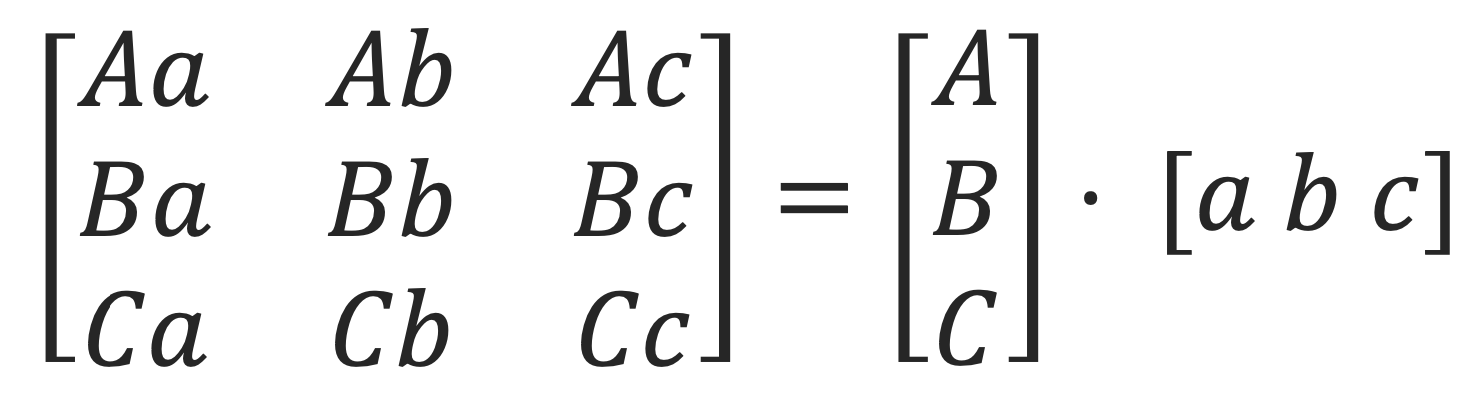 [Aa Ab Ac
Ba Bb Bc
Ca Cb Cc] = [A
B
C] · [a b c]